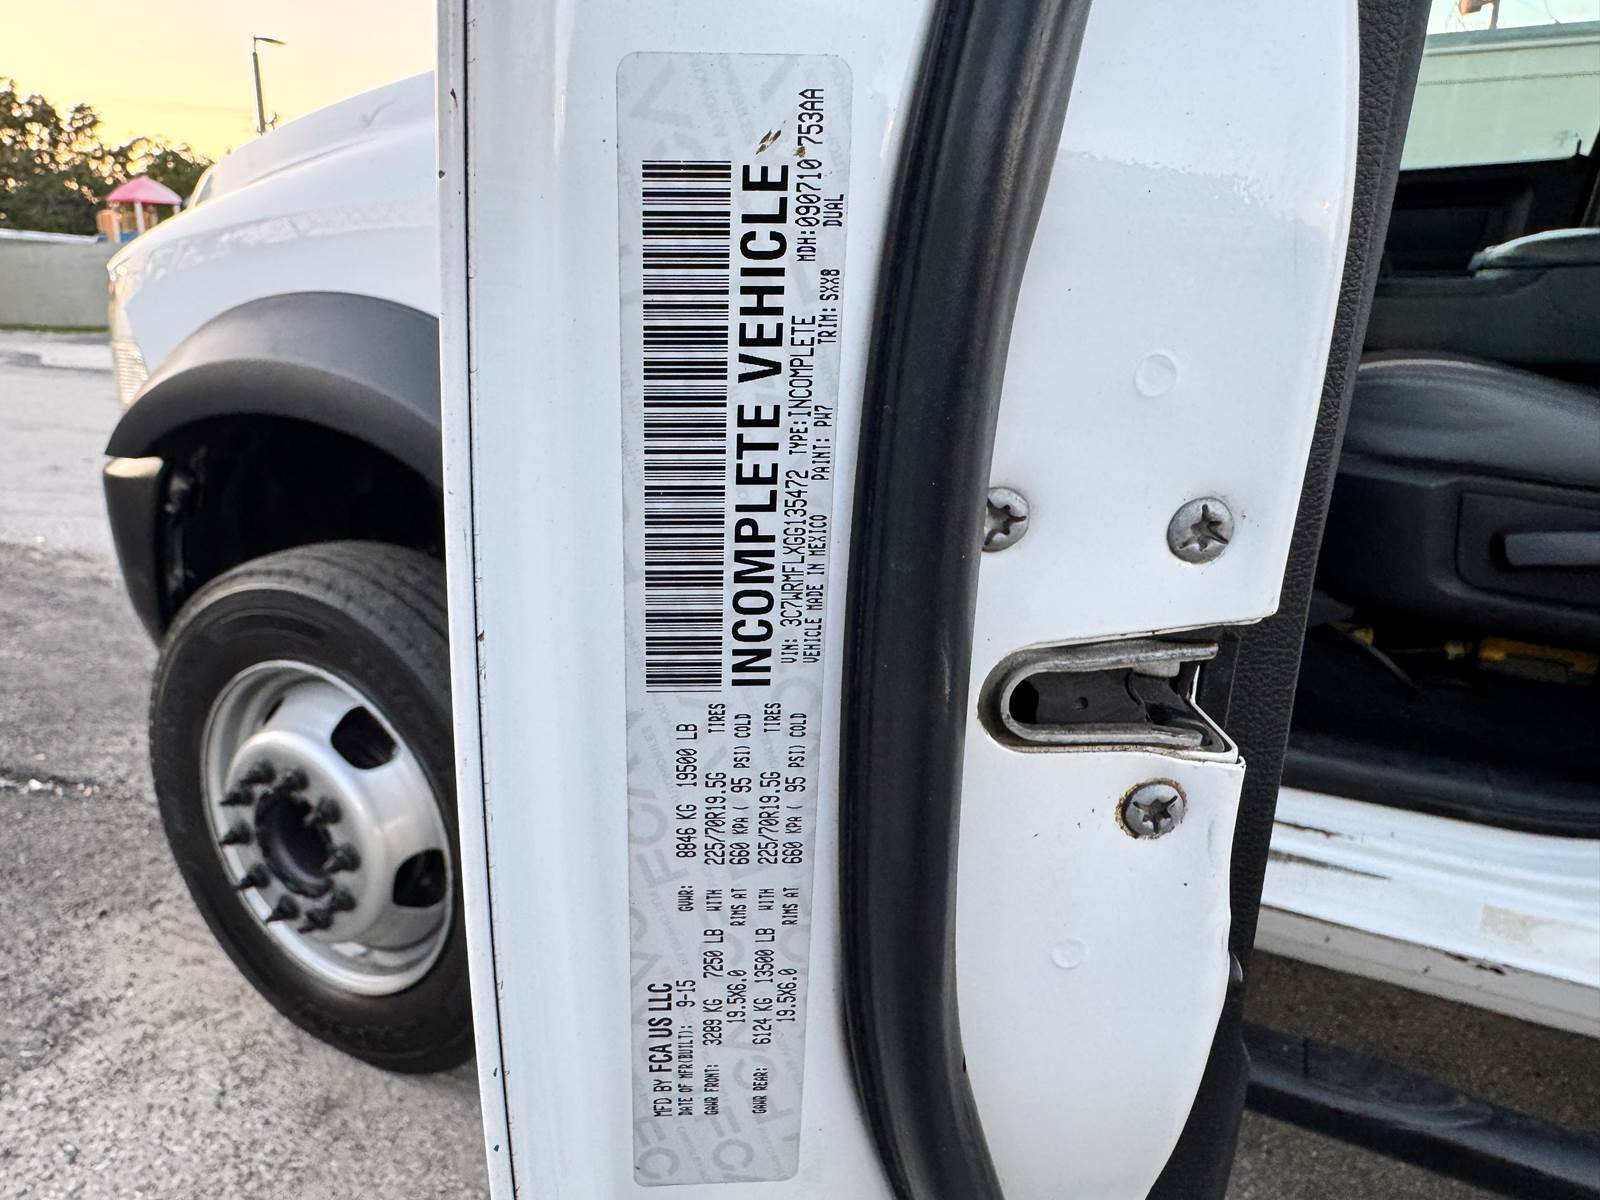 MFD BY FCA US LLC
DATE OF MFR(BUILT): 9-15 GVWR: 8846 KG 19500 LB
GAWR FRONT: 3289 KG 7250 LB WITH 225/70R19.5G TIRES
19.5X6.0 RIMS AT 660 KPA ( 95 PSI) COLD
GAWR REAR: 6124 KG 13500 LB WITH 225/70R19.5G TIRES
19.5X6.0 RIMS AT 660 KPA ( 95 PSI) COLD
INCOMPLETE VEHICLE
VIN: 3C7WRMFLXGG135472 TYPE:INCOMPLETE MDH:090710 753AA
VEHICLE MADE IN MEXICO PAINT: PW7 TRIM: SXX8 DUAL